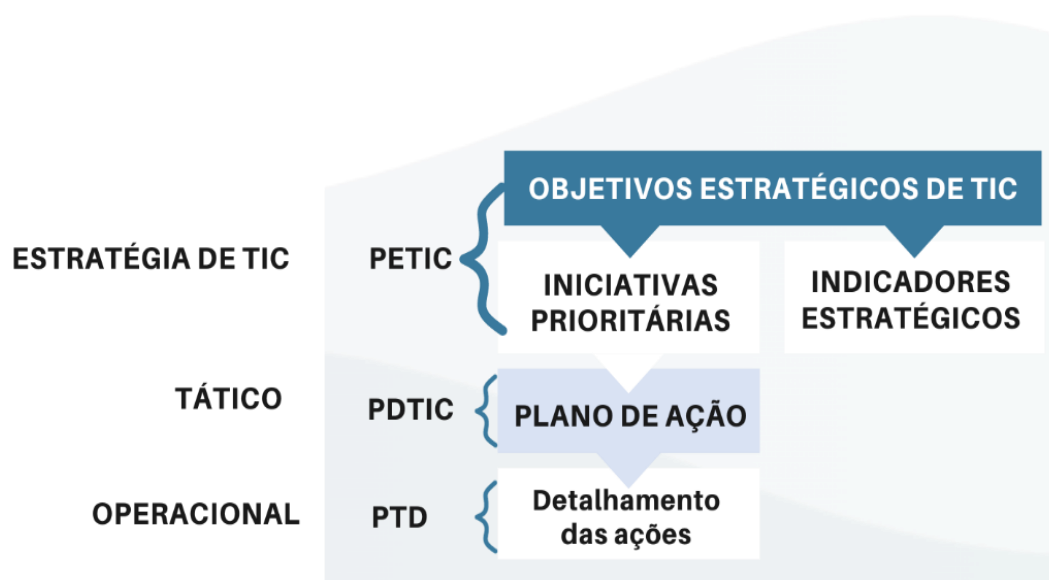 OBJETIVOS ESTRATÉGICOS DE TIC
ESTRATÉGIA DE TIC
PETIC
INICIATIVAS
PRIORITÁRIAS
INDICADORES
ESTRATÉGICOS
TÁTICO
PDTIC
PLANO DE AÇÃO
OPERACIONAL
PTD
Detalhamento
das ações